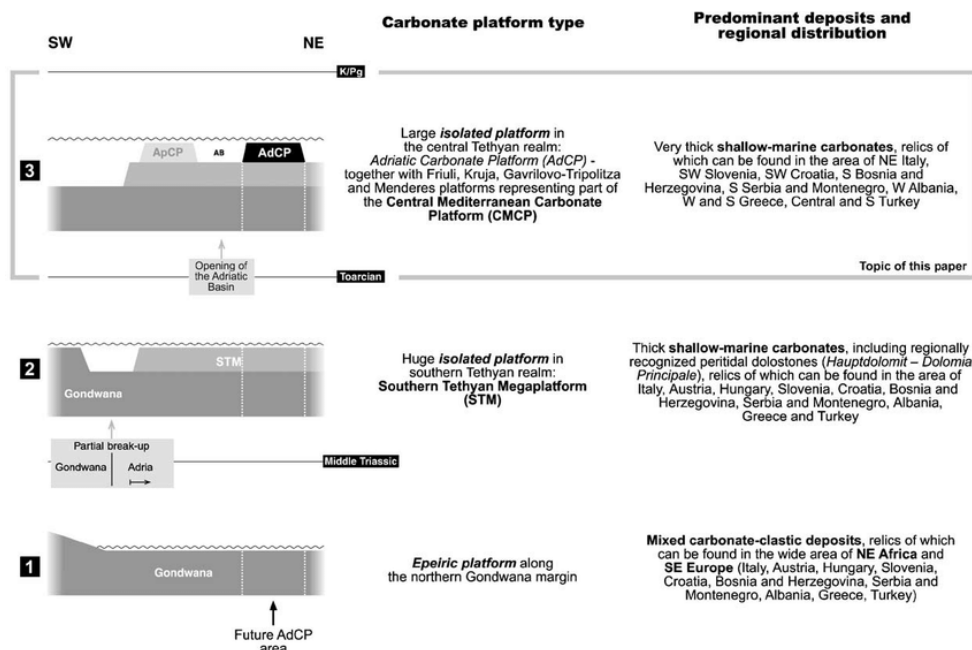 Carbonate platform type
Predominant deposits and
regional distribution
SW
NE
K/Pg
3
ApCP
AB
AdCP
Large isolated platform in
the central Tethyan realm:
Adriatic Carbonate Platform (AdCP) -
together with Friuli, Kruja, Gavrilovo-Tripolitza
and Menderes platforms representing part
of the Central Mediterranean Carbonate
Platform (CMCP)
Very thick shallow-marine carbonates, relics
of which can be found in the area of NE Italy,
SW Slovenia, SW Croatia, S Bosnia and
Herzegovina, S Serbia and Montenegro, W Albania,
W and S Greece, Central and S Turkey
Opening of
the Adriatic
Basin
Toarcian
Topic of this paper
2
STM
Gondwana
Huge isolated platform in
southern Tethyan realm:
Southern Tethyan Megaplatform
(STM)
Thick shallow-marine carbonates, including regionally
recognized peritidal dolostones (Hauptdolomit – Dolomia
Principale), relics of which can be found in the area of
Italy, Austria, Hungary, Slovenia, Croatia, Bosnia and
Herzegovina, Serbia and Montenegro, Albania,
Greece and Turkey
Partial break-up
Gondwana
Adria
Middle Triassic
1
Gondwana
Epeiric platform along
the northern Gondwana margin
Mixed carbonate-clastic deposits, relics of which
can be found in the wide area of NE Africa and
SE Europe (Italy, Austria, Hungary, Slovenia,
Croatia, Bosnia and Herzegovina, Serbia and
Montenegro, Albania, Greece, Turkey)
Future AdCP
area